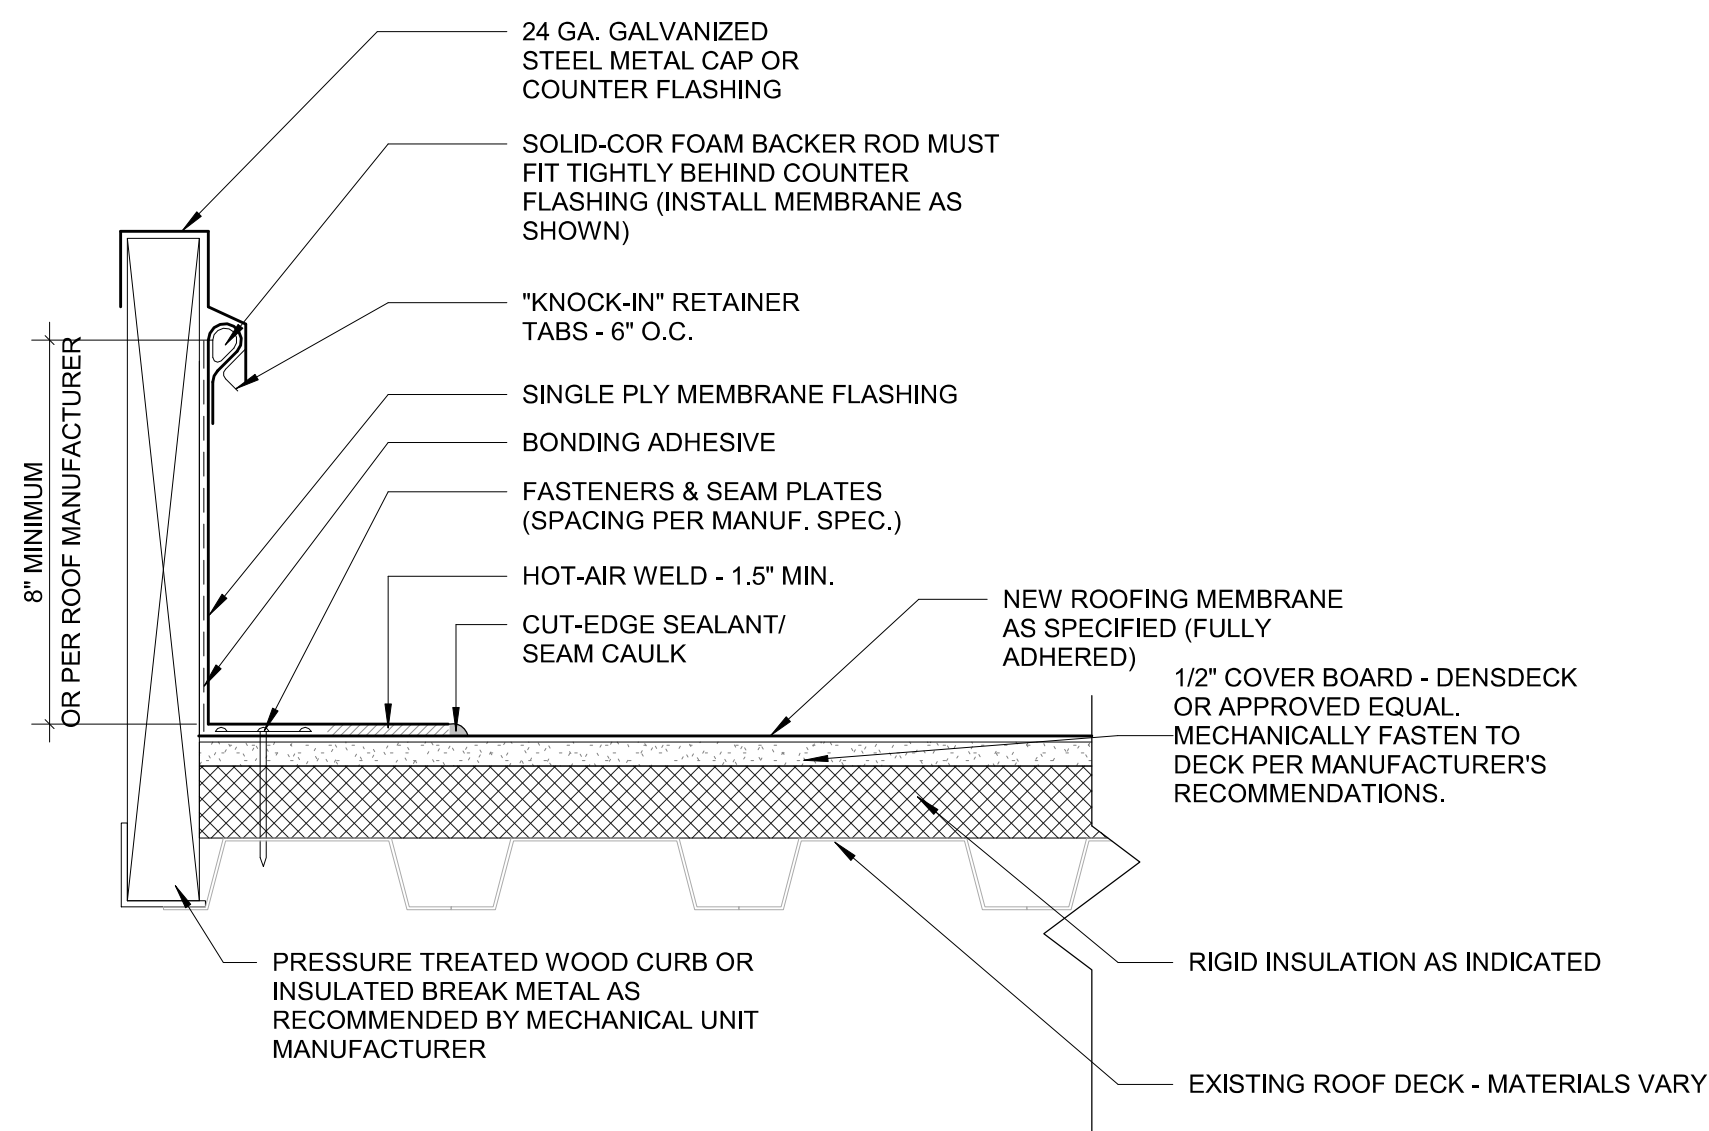 24 GA. GALVANIZED
STEEL METAL CAP OR
COUNTER FLASHING
SOLID-COR FOAM BACKER ROD MUST
FIT TIGHTLY BEHIND COUNTER
FLASHING (INSTALL MEMBRANE AS
SHOWN)
"KNOCK-IN" RETAINER
TABS - 6" O.C.
SINGLE PLY MEMBRANE FLASHING
BONDING ADHESIVE
FASTENERS & SEAM PLATES
(SPACING PER MANUF. SPEC.)
HOT-AIR WELD - 1.5" MIN.
CUT-EDGE SEALANT/
SEAM CAULK
8" MINIMUM
OR PER ROOF MANUFACTURER
NEW ROOFING MEMBRANE
AS SPECIFIED (FULLY
ADHERED)
1/2" COVER BOARD - DENSDECK
OR APPROVED EQUAL.
MECHANICALLY FASTEN TO
DECK PER MANUFACTURER'S
RECOMMENDATIONS.
PRESSURE TREATED WOOD CURB OR
INSULATED BREAK METAL AS
RECOMMENDED BY MECHANICAL UNIT
MANUFACTURER
RIGID INSULATION AS INDICATED
EXISTING ROOF DECK - MATERIALS VARY